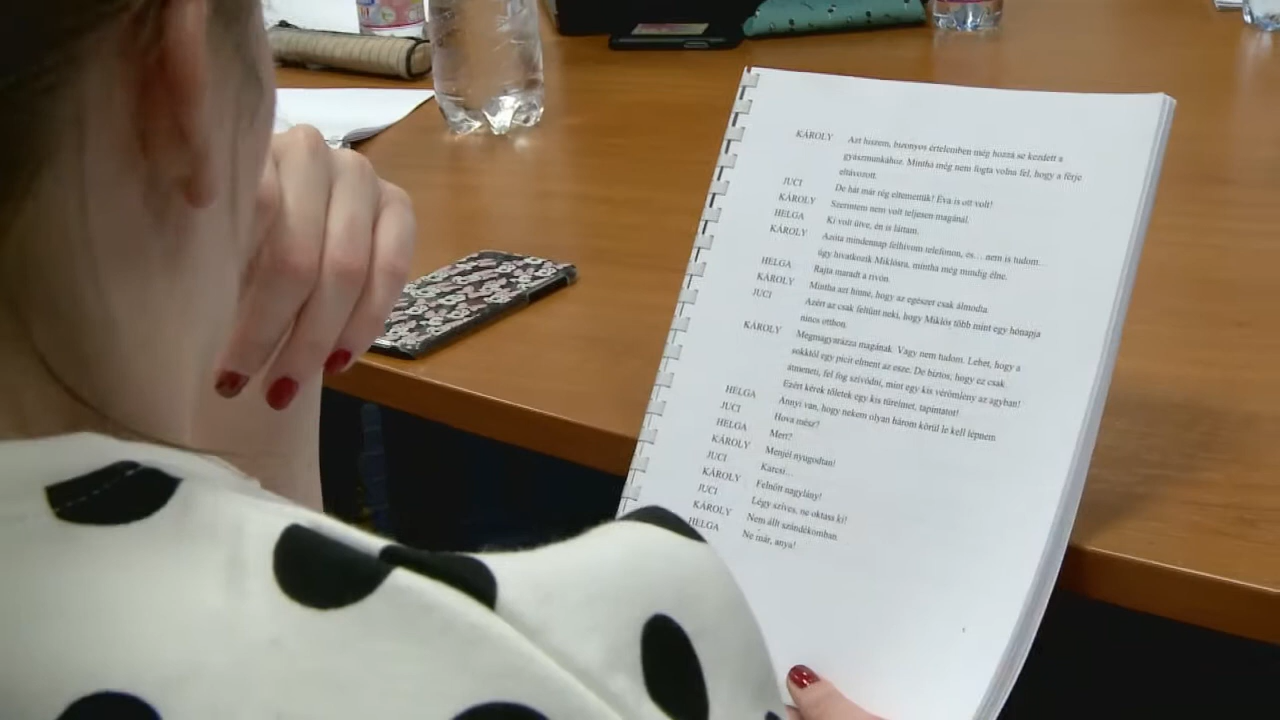 KÁROLY Azt hiszem, bizonyos értelemben még hozzá se kezdett a
gyászmunkához. Mintha még nem fogta volna fel, hogy a férje
eltávozott.
JUCI De hát már rég eltemettük! Éva is ott volt!
KÁROLY Szerintem nem volt teljesen magánál.
HELGA Ki volt ütve, én is láttam.
KÁROLY Azóta mindennap felhívom telefonon, és… nem is tudom…
úgy hivatkozik Miklósra, mintha még mindig élne.
HELGA Rajta maradt a rívón.
KÁROLY Mintha azt hinné, hogy az egészet csak álmodta.
JUCI Azért az csak feltűnt neki, hogy Miklós több mint egy hónapja
nincs otthon.
KÁROLY Megmagyarázza magának. Vagy nem tudom. Lehet, hogy a
sokktól egy picit elment az esze. De biztos, hogy ez csak
átmeneti, fel fog szívódni, mint egy kis vérömleny az agyban!
Ezért kérek tőletek egy kis türelmet, tapintatot!
HELGA Annyi van, hogy nekem olyan három körül le kell lépnem
JUCI Hova mész?
HELGA Mert?
KÁROLY Menjél nyugodtan!
JUCI Karcsi…
KÁROLY Felnőtt nagylány!
JUCI Légy szíves, ne oktass ki!
KÁROLY Nem állt szándékomban
HELGA Ne már, anya!